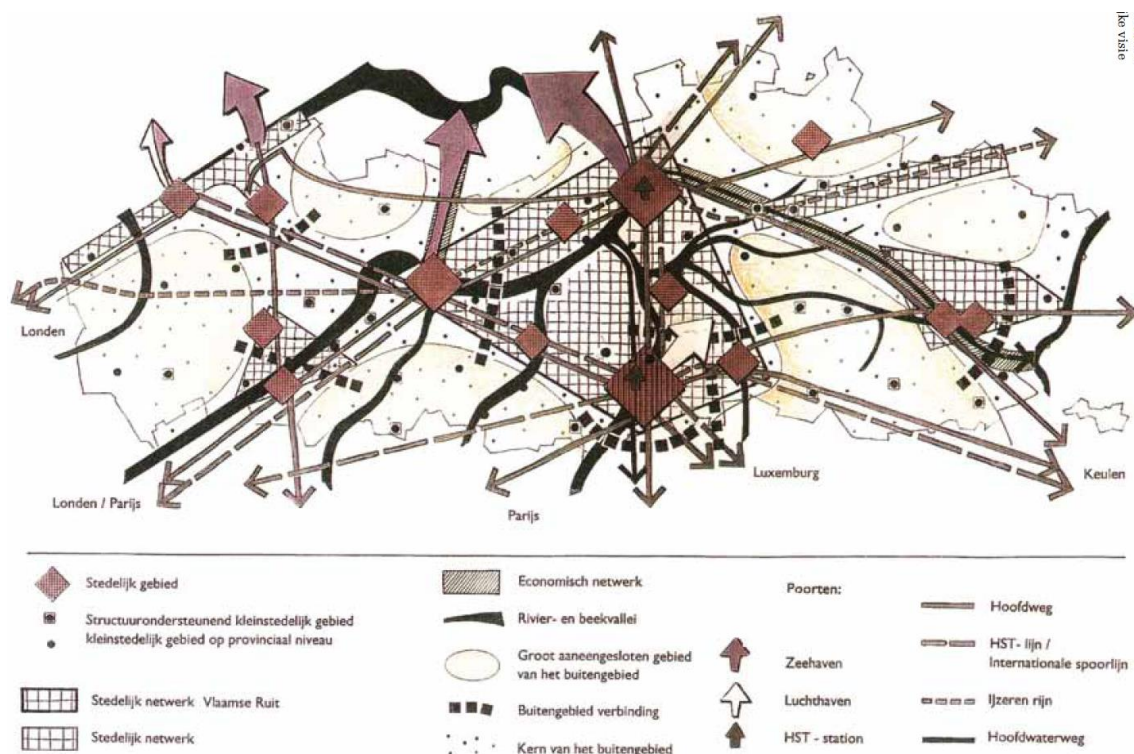 jke visie
Londen
Londen / Parijs
Parijs
Luxemburg
Keulen
Stedelijk gebied
Structuurondersteunend kleinstedelijk gebied
kleinstedelijk gebied op provinciaal niveau
Stedelijk netwerk Vlaamse Ruit
Stedelijk netwerk
Economisch netwerk
Rivier- en beekvallei
Groot aaneengesloten gebied
van het buitengebied
Buitengebied verbinding
Kern van het buitengebied
Poorten:
Zeehaven
Luchthaven
HST - station
Hoofdweg
HST- lijn /
Internationale spoorlijn
IJzeren rijn
Hoofdwaterweg